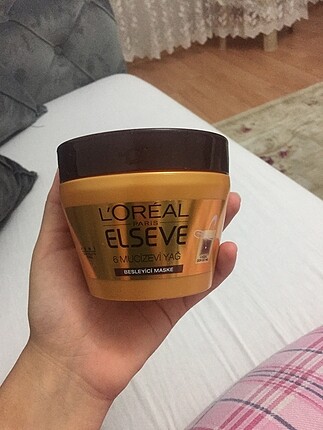 L'ORÉAL
PARIS
ELSEVE
6 MUCİZEVİ YAĞ
BESLEYİCİ MASKE